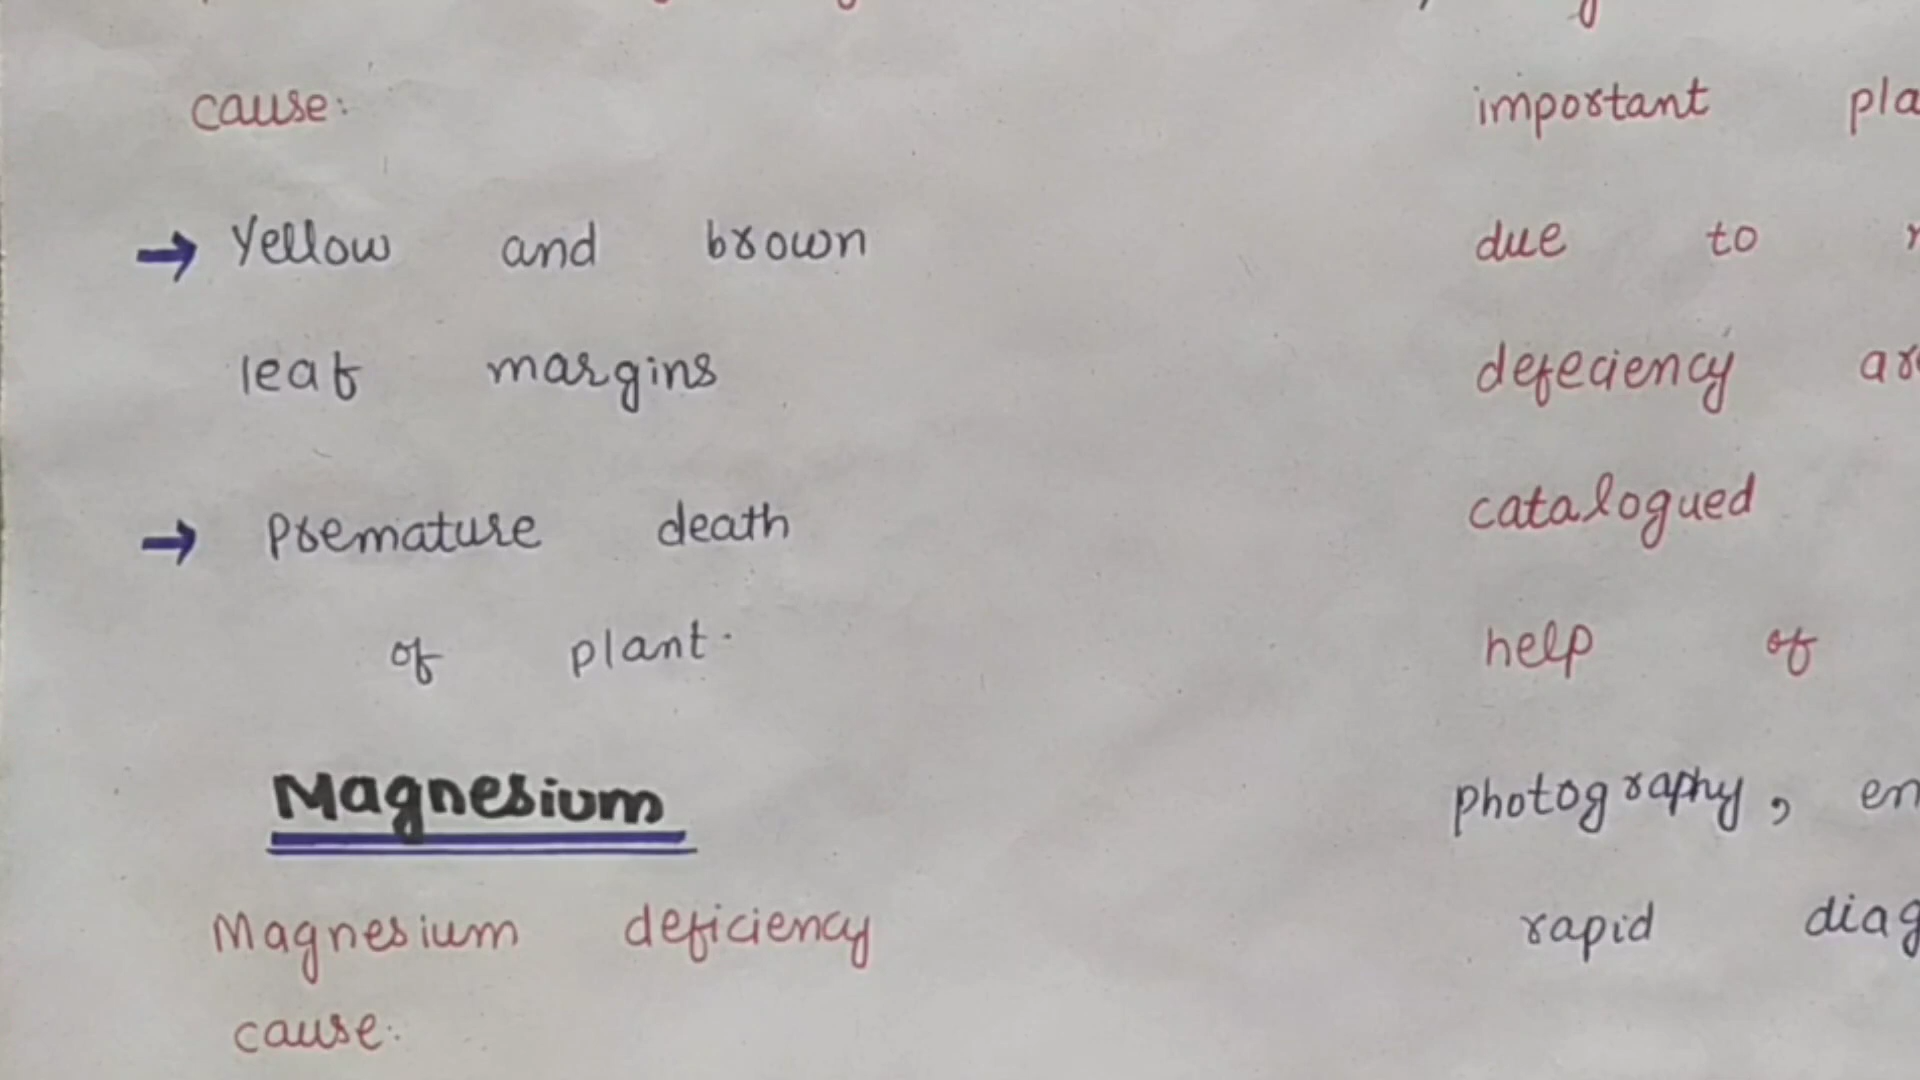 cause:
→ Yellow and brown
leaf margins
→ Premature death
of plant.
Magnesium
Magnesium deficiency
cause:
important
due to
defeciency
catalogued
help of
photography,
rapid